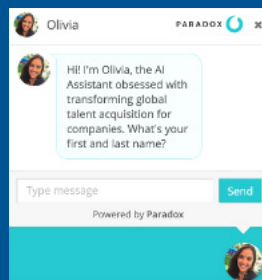 Olivia
PARADOX
Hi! I'm Olivia, the AI
Assistant obsessed with
transforming global
talent acquisition for
companies. What's your
first and last name?
Type message
Send
Powered by Paradox